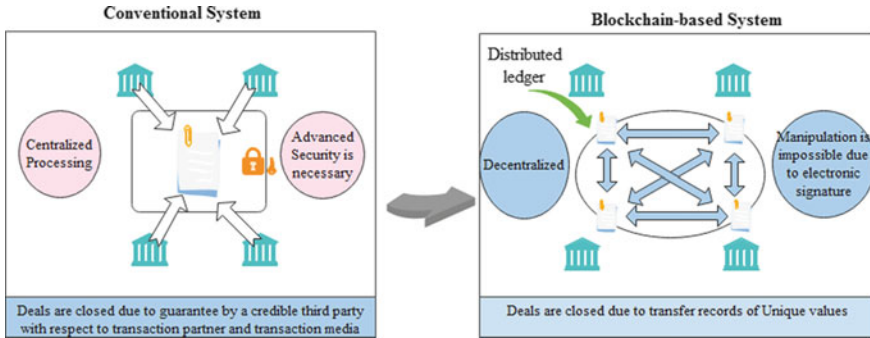 Conventional System
Centralized
Processing
Advanced
Security is
necessary
Deals are closed due to guarantee by a credible third party
with respect to transaction partner and transaction media
Blockchain-based System
Distributed
ledger
Decentralized
Manipulation is
impossible due
to electronic
signature
Deals are closed due to transfer records of Unique values